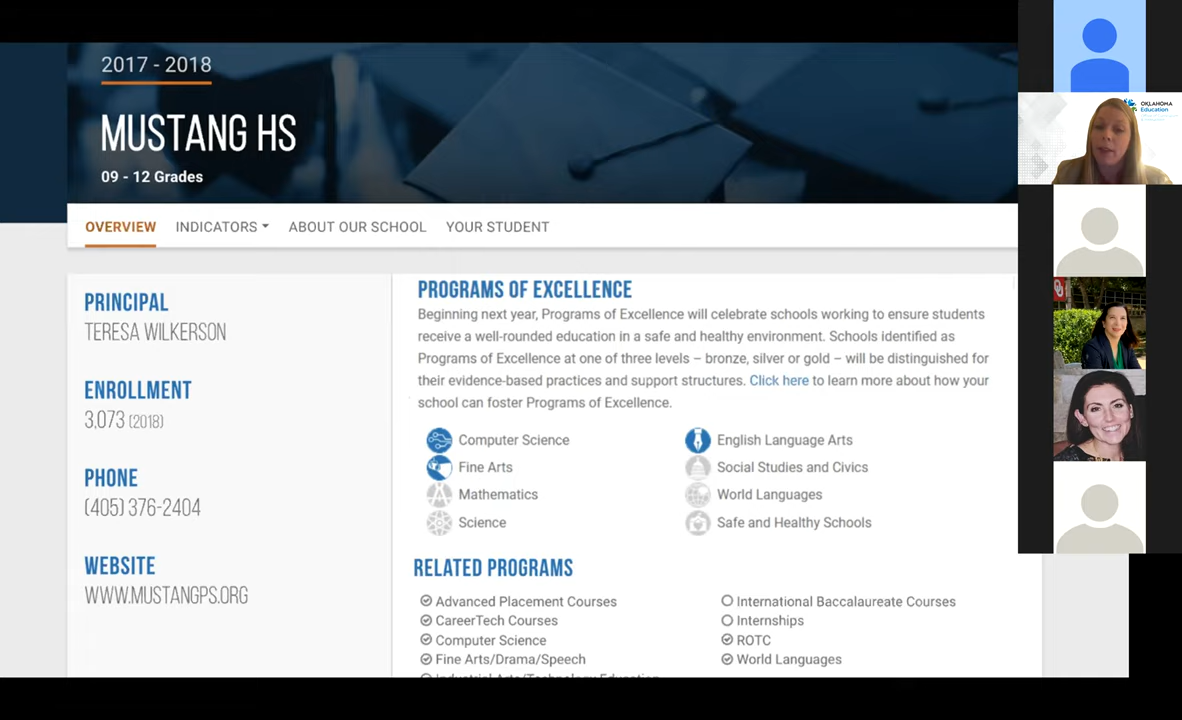 2017 - 2018
MUSTANG HS
09 - 12 Grades
OVERVIEW
INDICATORS
ABOUT OUR SCHOOL
YOUR STUDENT
PRINCIPAL
TERESA WILKERSON
ENROLLMENT
3,073 (2018)
PHONE
(405) 376-2404
WEBSITE
WWW.MUSTANGPS.ORG
PROGRAMS OF EXCELLENCE
Beginning next year, Programs of Excellence will celebrate schools working to ensure students
receive a well-rounded education in a safe and healthy environment. Schools identified as
Programs of Excellence at one of three levels – bronze, silver or gold – will be distinguished for
their evidence-based practices and support structures. Click here to learn more about how your
school can foster Programs of Excellence.
Computer Science
Fine Arts
Mathematics
Science
English Language Arts
Social Studies and Civics
World Languages
Safe and Healthy Schools
RELATED PROGRAMS
Advanced Placement Courses
CareerTech Courses
Computer Science
Fine Arts/Drama/Speech
Industrial Arts/Technology Education
International Baccalaureate Courses
Internships
ROTC
World Languages
OKLAHOMA
Education